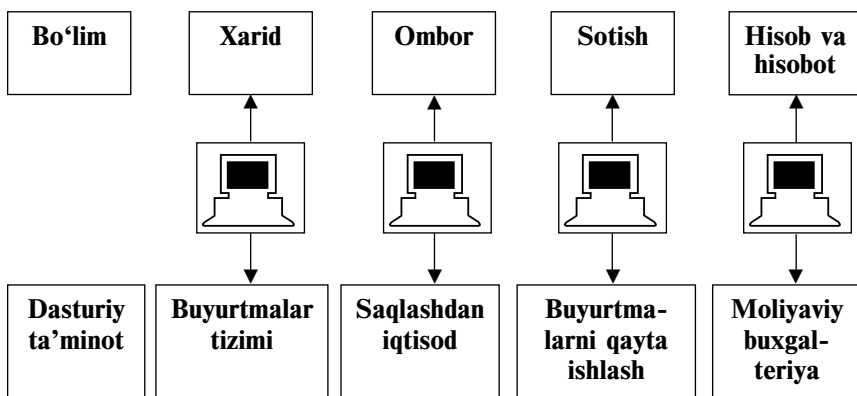 Bo‘lim
Xarid
Ombor
Sotish
Hisob va
hisobot
Dasturiy
ta’minot
Buyurtmalar
tizimi
Saqlashdan
iqtisod
Buyurtma-
larni qayta
ishlash
Moliyaviy
buxgal-
teriya